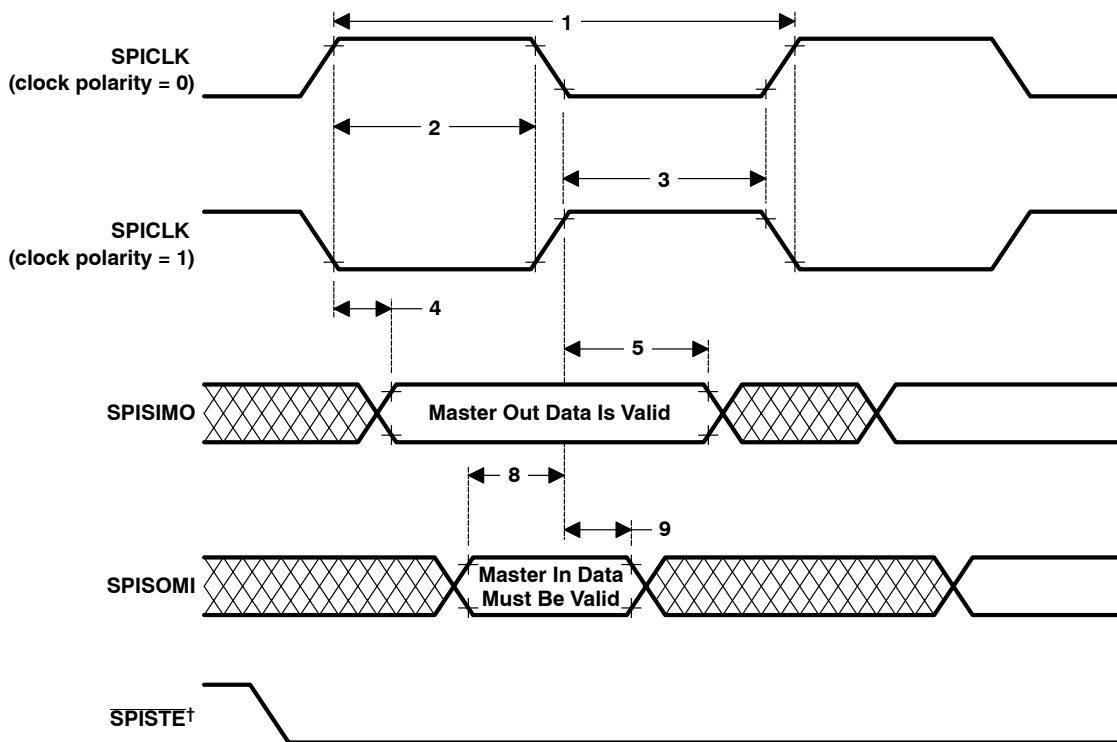 1
SPICLK
(clock polarity = 0)
2
3
SPICLK
(clock polarity = 1)
4
5
SPISIMO
Master Out Data Is Valid
8
9
SPISOMI
Master In Data
Must Be Valid
SPISTE†